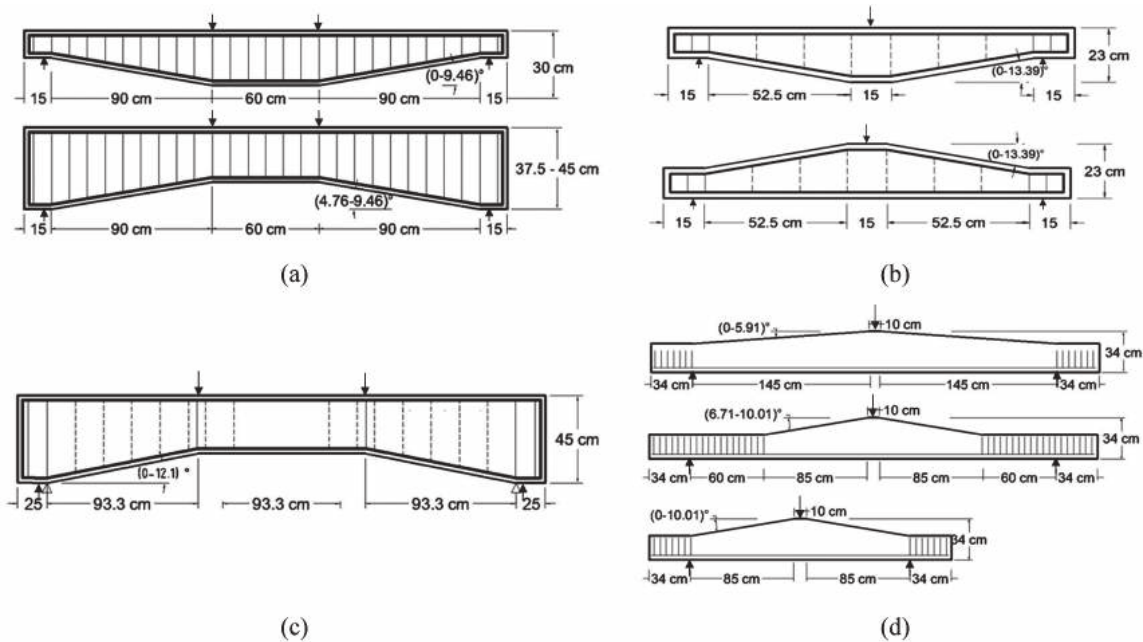 (0-9.46)°
30 cm
15 90 cm 60 cm 90 cm 15
37.5 - 45 cm
(4.76-9.46)°
15 90 cm 60 cm 90 cm 15
(a)
23 cm
(0-13.39)°
15 52.5 cm 15 15
(0-13.39)°
23 cm
15 52.5 cm 15 52.5 cm 15
(b)
45 cm
(0-12.1) °
25 93.3 cm 93.3 cm 93.3 cm 25
(c)
10 cm
(0-5.91)°
34 cm
34 cm 145 cm 145 cm 34 cm
10 cm
(6.71-10.01)°
34 cm
34 cm 60 cm 85 cm 85 cm 60 cm 34 cm
10 cm
(0-10.01)°
34 cm
34 cm 85 cm 85 cm 34 cm
(d)